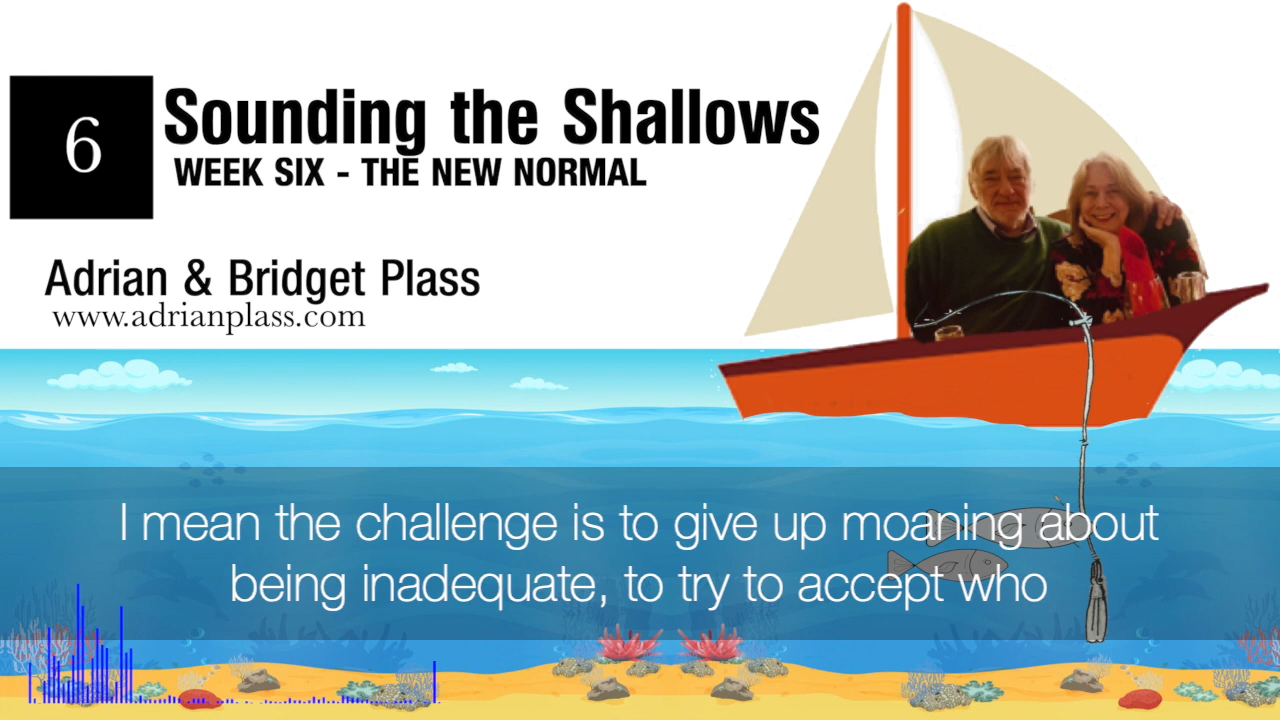 6
Sounding the Shallows
WEEK SIX - THE NEW NORMAL
Adrian & Bridget Plass
www.adrianplass.com
I mean the challenge is to give up moaning about
being inadequate, to try to accept who